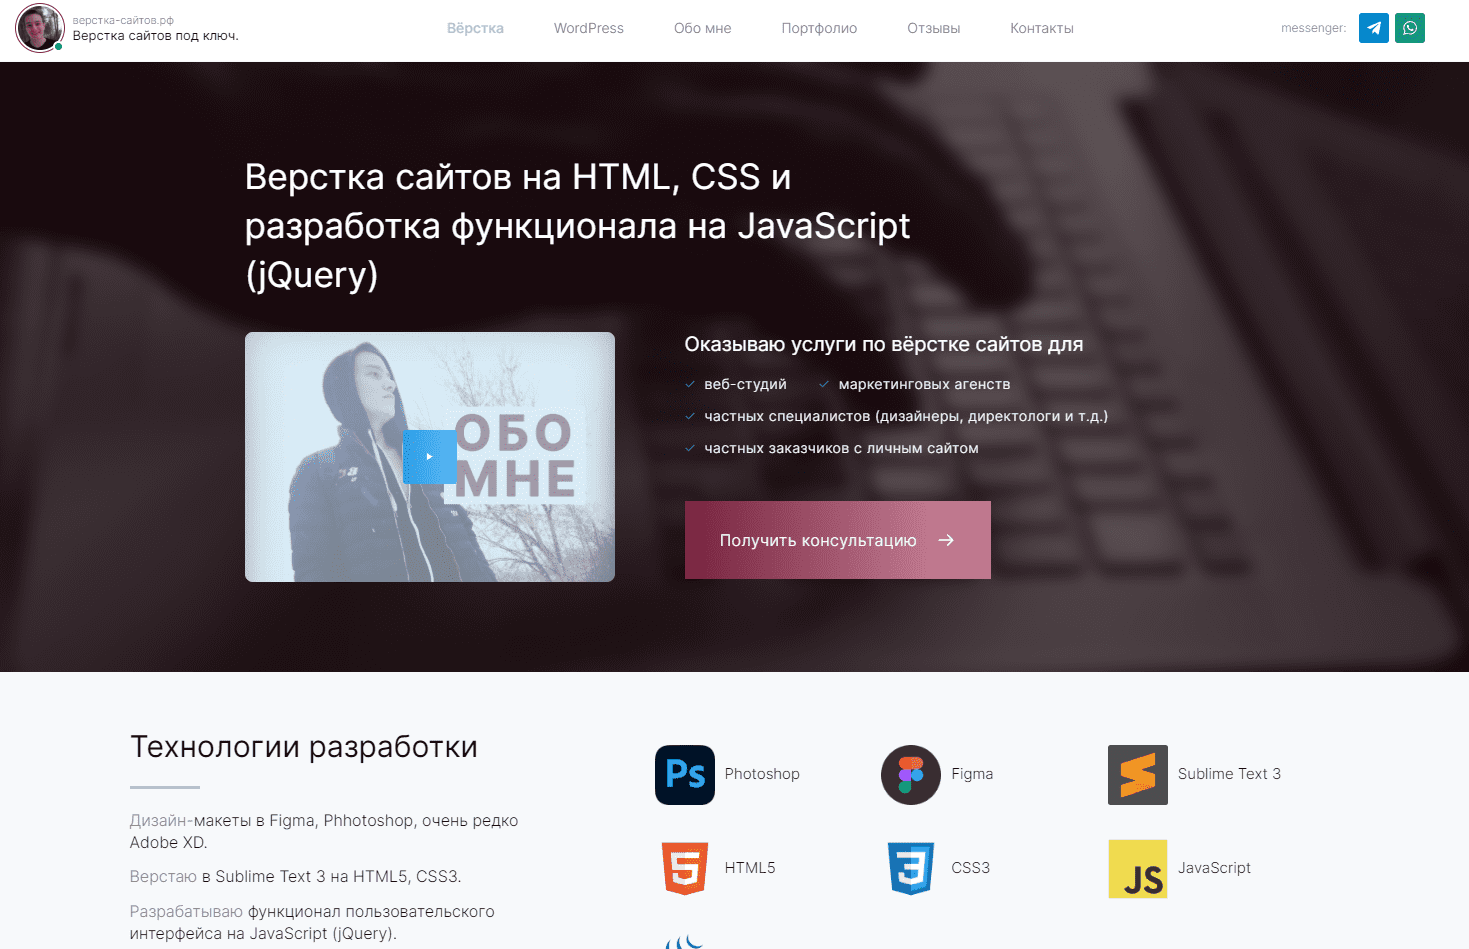 верстка-сайтов.рф
Верстка сайтов под ключ.
Вёрстка
WordPress
Обо мне
Портфолио
Отзывы
Контакты
messenger:
Верстка сайтов на HTML, CSS и
разработка функционала на JavaScript
(jQuery)
ОБО
МНЕ
Оказываю услуги по вёрстке сайтов для
веб-студий
маркетинговых агенств
частных специалистов (дизайнеры, директологи и т.д.)
частных заказчиков с личным сайтом
Получить консультацию
Технологии разработки
Дизайн-макеты в Figma, Phhotoshop, очень редко
Adobe XD.
Верстаю в Sublime Text 3 на HTML5, CSS3.
Разрабатываю функционал пользовательского
интерфейса на JavaScript (jQuery).
Ps
Photoshop
Figma
Sublime Text 3
5
HTML5
3
CSS3
JS
JavaScript